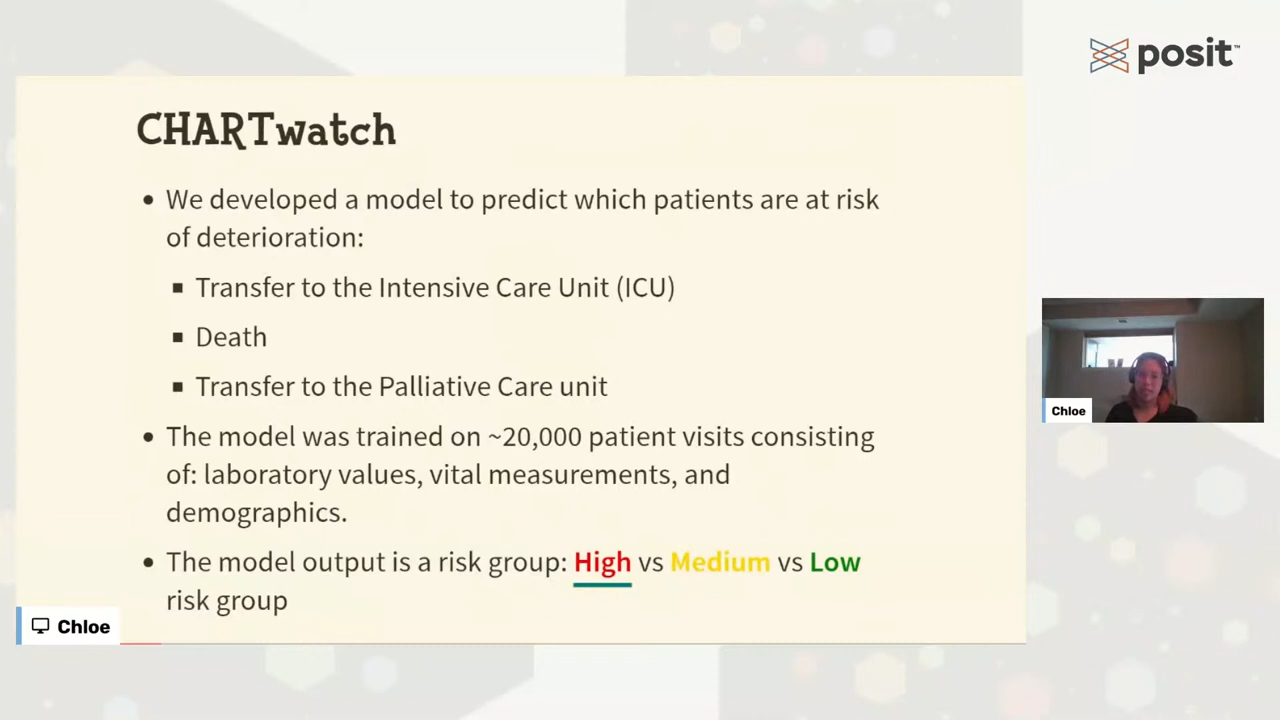 posit™
CHARTwatch
• We developed a model to predict which patients are at risk
of deterioration:
▪ Transfer to the Intensive Care Unit (ICU)
▪ Death
▪ Transfer to the Palliative Care unit
• The model was trained on ~20,000 patient visits consisting
of: laboratory values, vital measurements, and
demographics.
• The model output is a risk group: High vs Medium vs Low
risk group
Chloe
Chloe